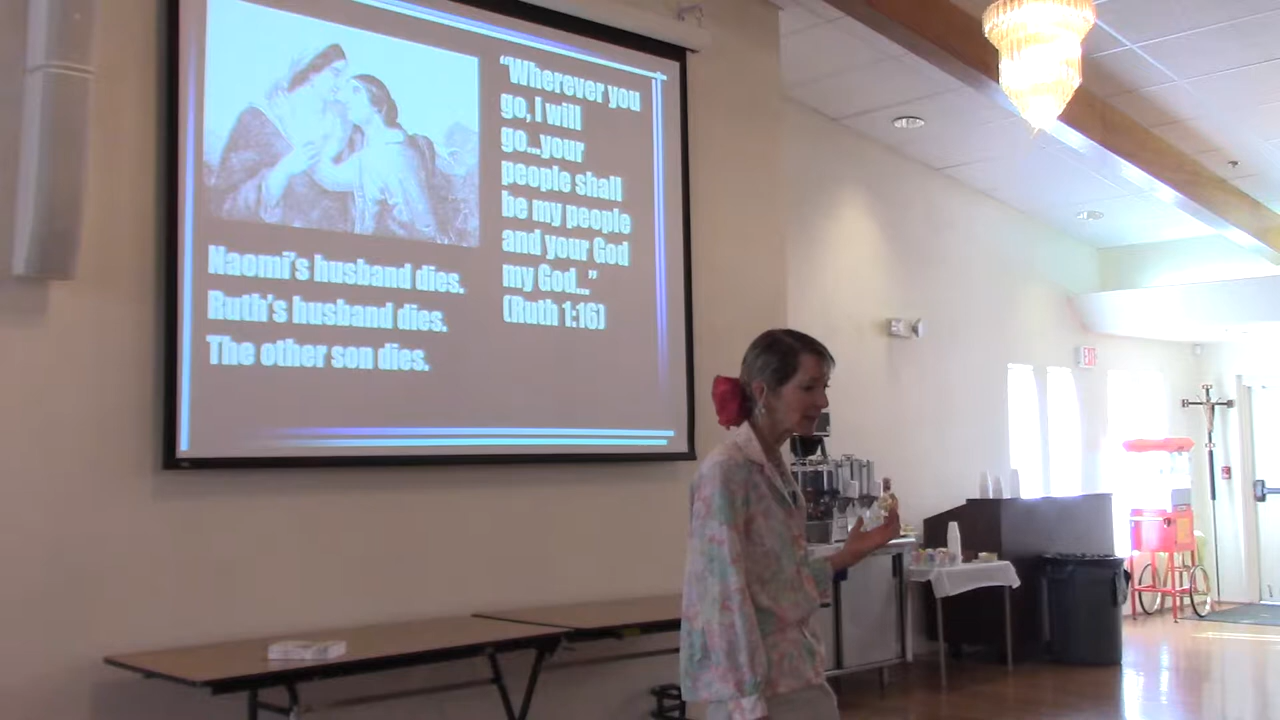 Naomi's husband dies.
Ruth's husband dies.
The other son dies.
“Wherever you
go, I will
go...your
people shall
be my people
and your God
my God...”
(Ruth 1:16)
EXIT